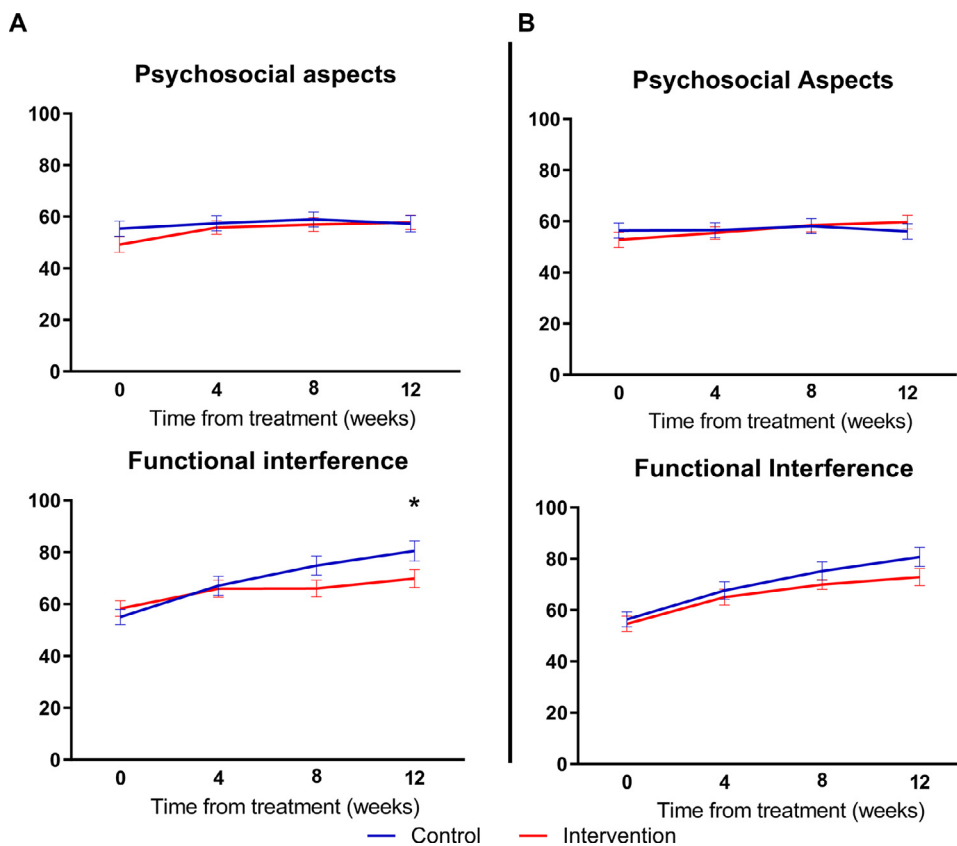 A
B
Psychosocial aspects
100
80
60
40
20
0
0 4 8 12
Time from treatment (weeks)
Psychosocial Aspects
100
80
60
40
20
0
0 4 8 12
Time from treatment (weeks)
Functional interference
100
80
60
40
20
0
*
0 4 8 12
Time from treatment (weeks)
Functional Interference
100
80
60
40
20
0
0 4 8 12
Time from treatment (weeks)
Control Intervention